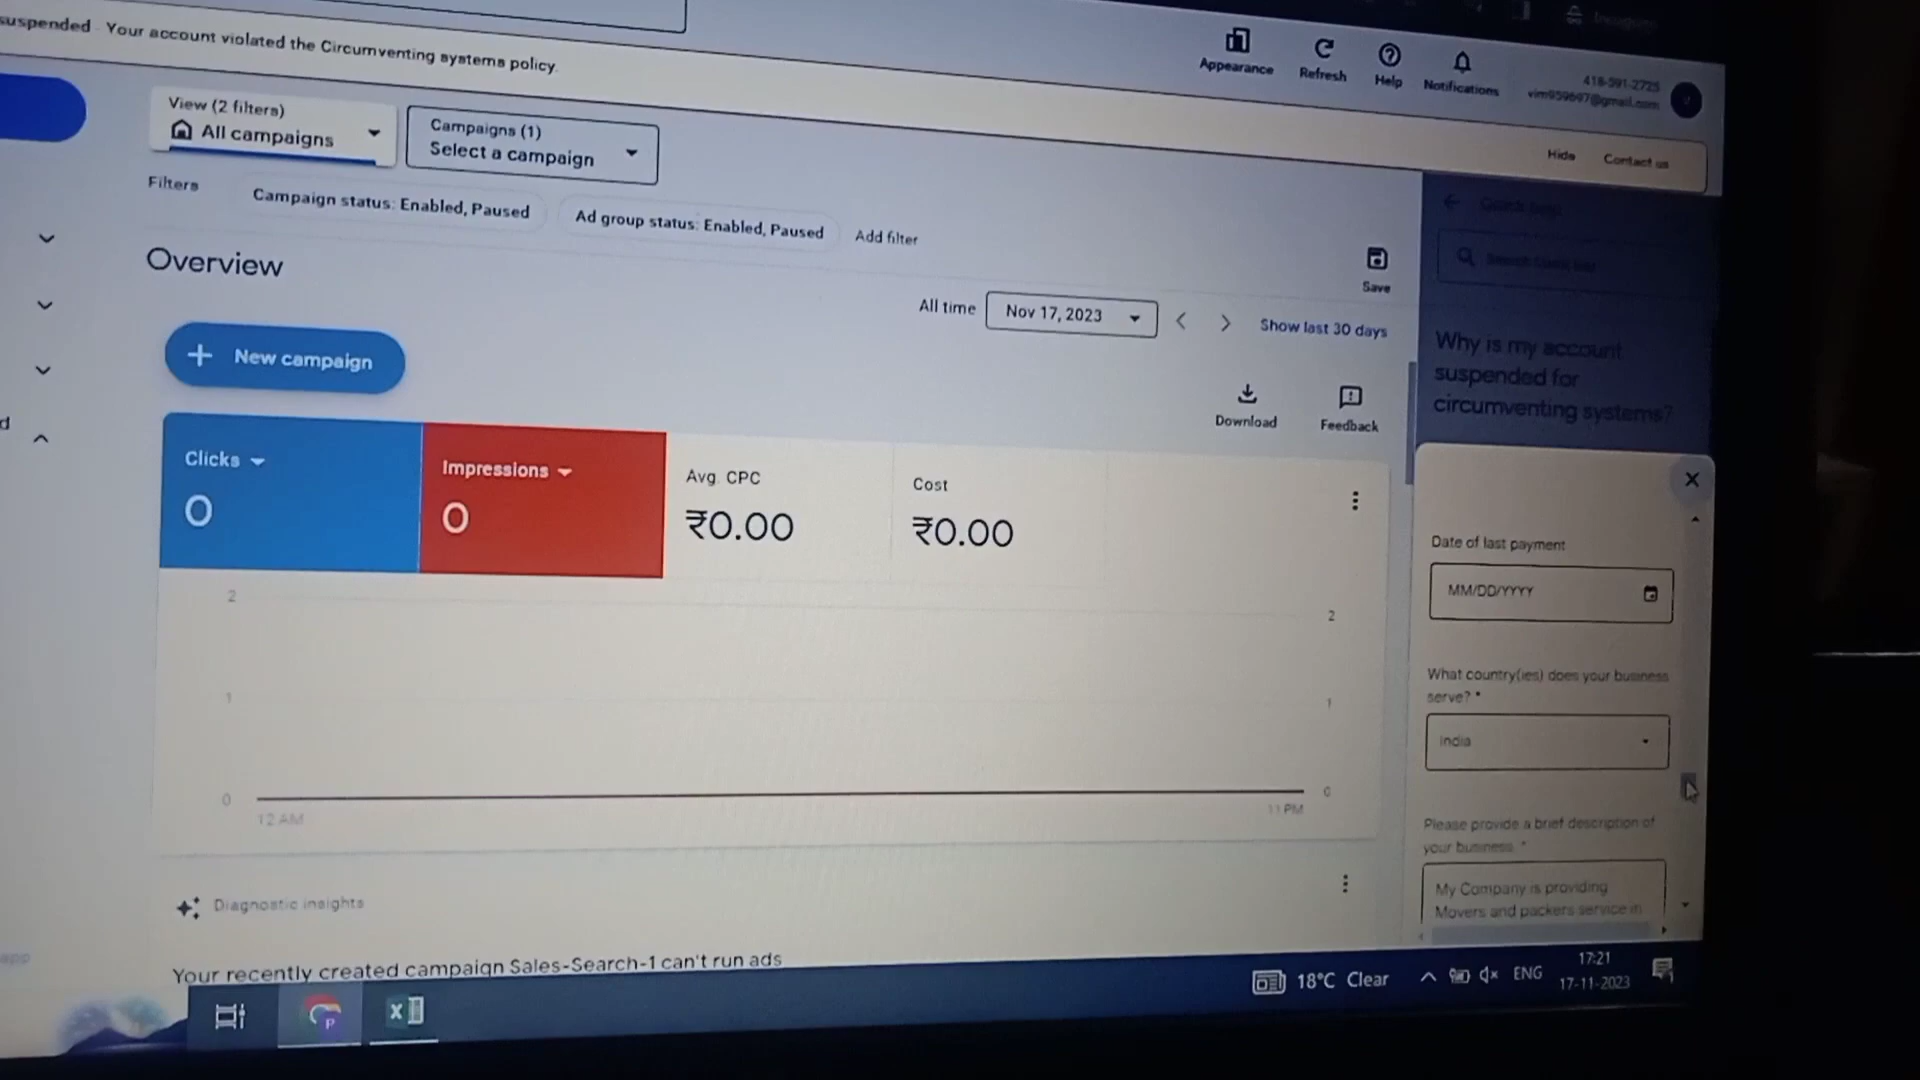 suspended - Your account violated the Circumventing systems policy.
Appearance
Refresh
Help
Notifications
418-591-2725
vim959697@gmail.com
Hide
Contact us
View (2 filters)
All campaigns
Campaigns (1)
Select a campaign
Filters
Campaign status: Enabled, Paused
Ad group status: Enabled, Paused
Add filter
Overview
Save
All time
Nov 17, 2023
Show last 30 days
New campaign
Download
Feedback
Clicks
0
Impressions
0
Avg. CPC
₹0.00
Cost
₹0.00
2
1
0
2
1
0
12 AM
11 PM
Diagnostic insights
Your recently created campaign Sales-Search-1 can't run ads
Why is my account
suspended for
circumventing systems?
Date of last payment
MM/DD/YYYY
What country(ies) does your business
serve? *
India
Please provide a brief description of
your business *
My Company is providing
Movers and packers service in
18°C Clear
ENG
17:21
17-11-2023